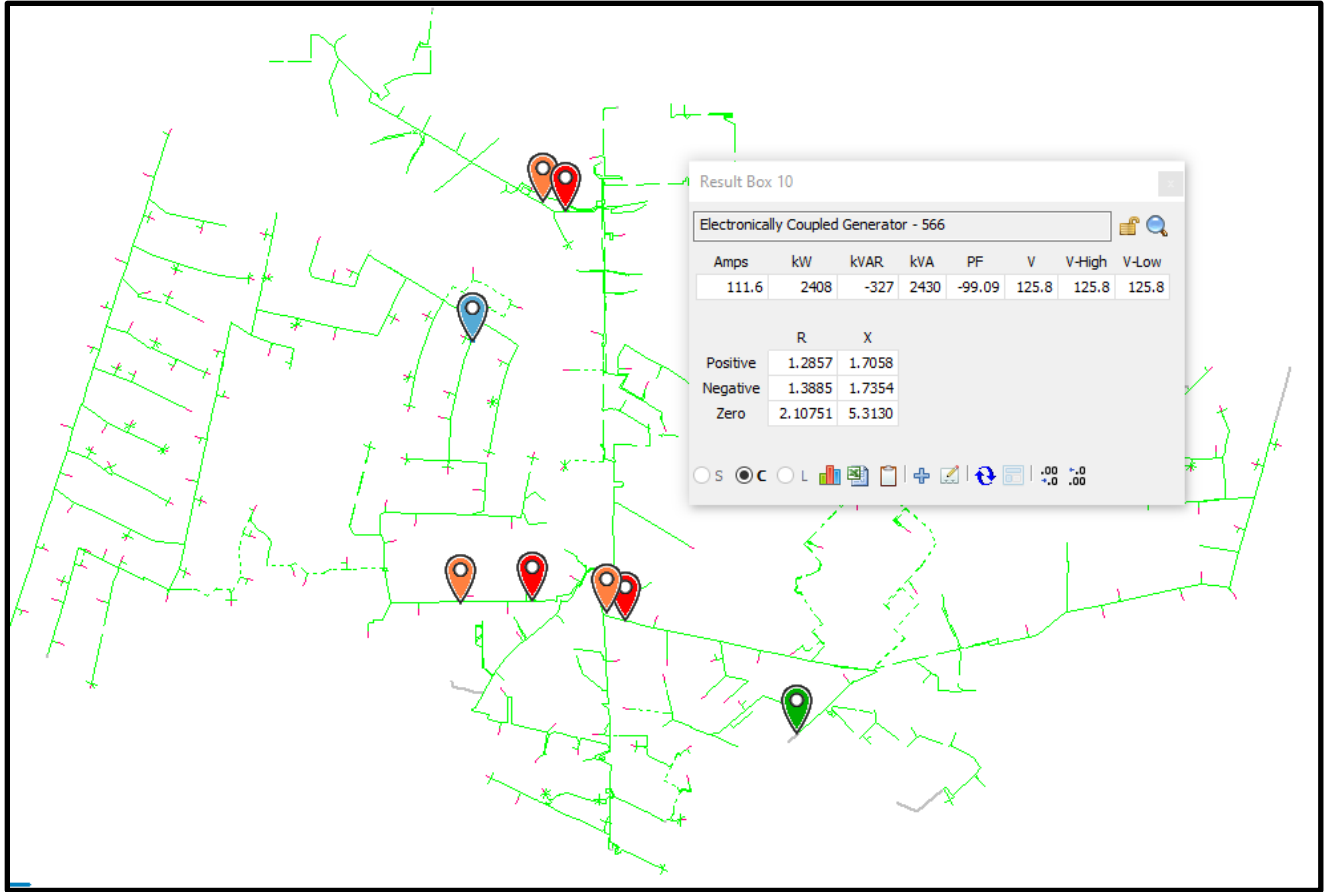 Result Box 10
x
Electronically Coupled Generator - 566
Amps kW kVAR kVA PF V V-High V-Low
111.6 2408 -327 2430 -99.09 125.8 125.8 125.8
R X
Positive 1.2857 1.7058
Negative 1.3885 1.7354
Zero 2.10751 5.3130
S C L .00 .0 .0 .00